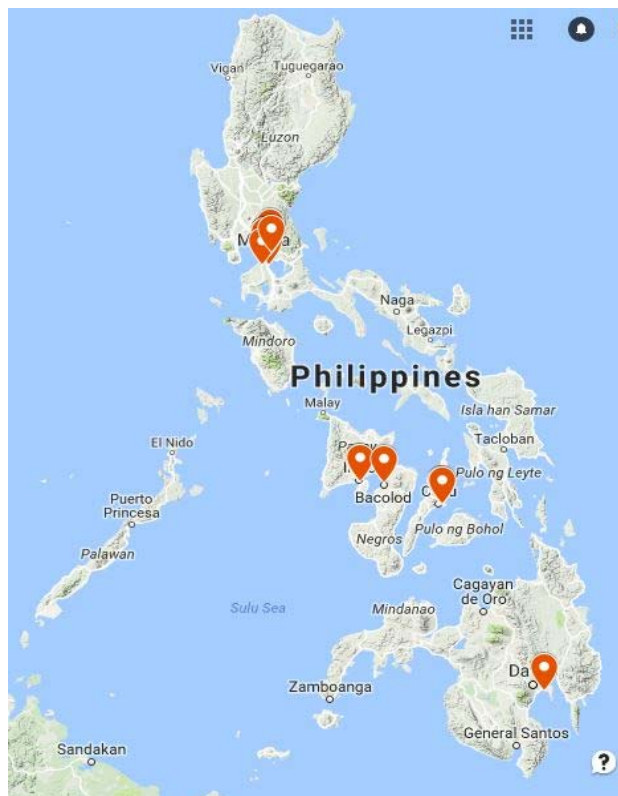 Vigan
Tuguegarao
Luzon
Naga
Legazpi
Mindoro
Philippines
Malay
Isla han Samar
El Nido
Tacloban
Pulo ng Leyte
Bacolod
Puerto
Princesa
Pulo ng Bohol
Negros
Palawan
Cagayan
de Oro
Sulu Sea
Mindanao
Da
Zamboanga
General Santos
Sandakan
?